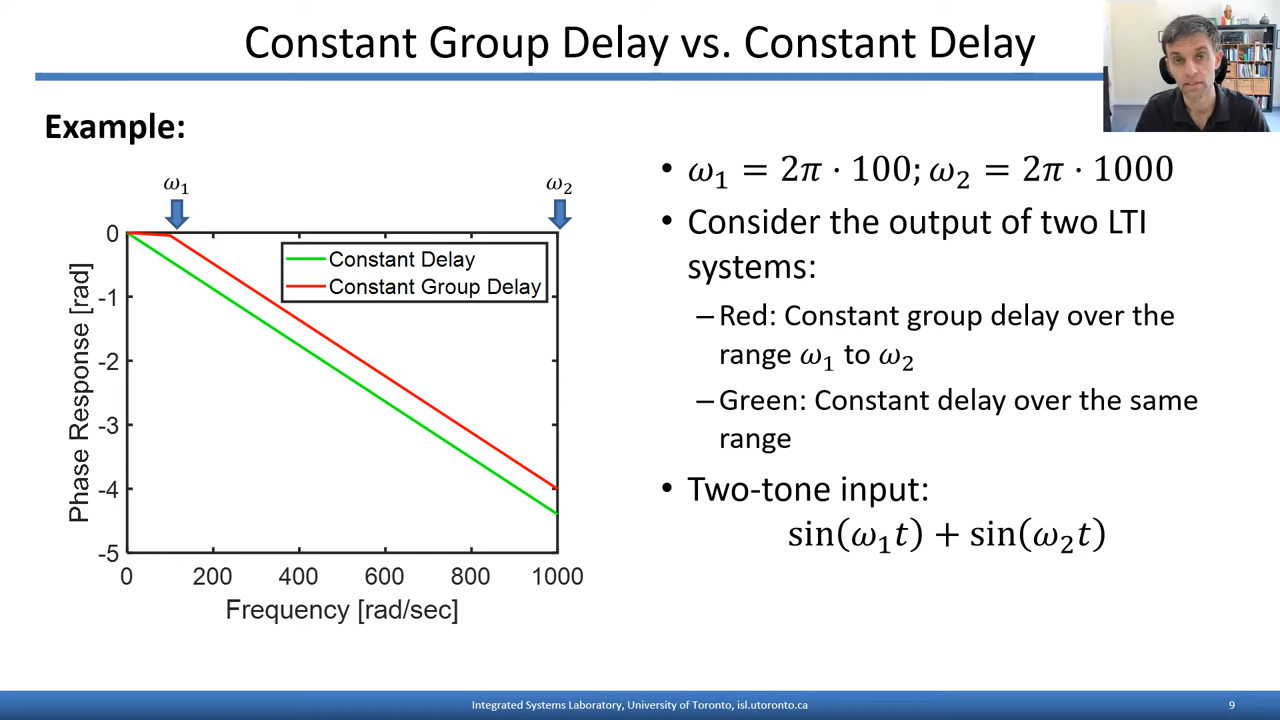 Constant Group Delay vs. Constant Delay
Example:
ω₁
ω₂
0
-1
-2
-3
-4
-5
Phase Response [rad]
Constant Delay
Constant Group Delay
0
200
400
600
800
1000
Frequency [rad/sec]
• ω₁ = 2π · 100; ω₂ = 2π · 1000
• Consider the output of two LTI
systems:
– Red: Constant group delay over the
range ω₁ to ω₂
– Green: Constant delay over the same
range
• Two-tone input:
sin(ω₁t) + sin(ω₂t)
Integrated Systems Laboratory, University of Toronto, isl.utoronto.ca
9